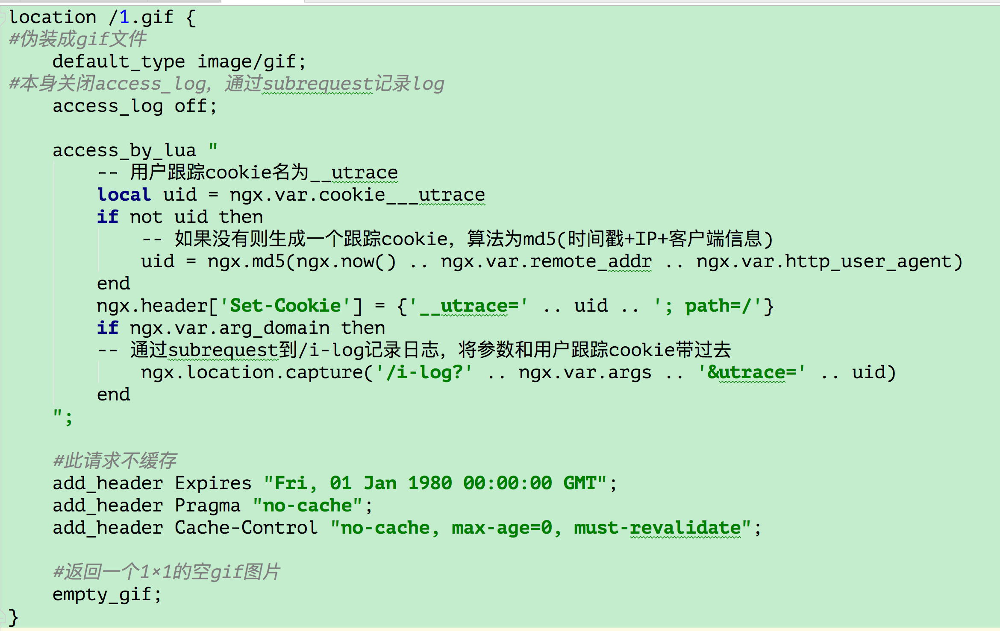 location /1.gif {
#伪装成gif文件
    default_type image/gif;
#本身关闭access_log，通过subrequest记录log
    access_log off;

    access_by_lua "
        -- 用户跟踪cookie名为__utrace
        local uid = ngx.var.cookie___utrace
        if not uid then
            -- 如果没有则生成一个跟踪cookie，算法为md5(时间戳+IP+客户端信息)
            uid = ngx.md5(ngx.now() .. ngx.var.remote_addr .. ngx.var.http_user_agent)
        end
        ngx.header['Set-Cookie'] = {'__utrace=' .. uid .. '; path=/'}
        if ngx.var.arg_domain then
        -- 通过subrequest到/i-log记录日志，将参数和用户跟踪cookie带过去
            ngx.location.capture('/i-log?' .. ngx.var.args .. '&utrace=' .. uid)
        end
    ";

    #此请求不缓存
    add_header Expires "Fri, 01 Jan 1980 00:00:00 GMT";
    add_header Pragma "no-cache";
    add_header Cache-Control "no-cache, max-age=0, must-revalidate";

    #返回一个1×1的空gif图片
    empty_gif;
}